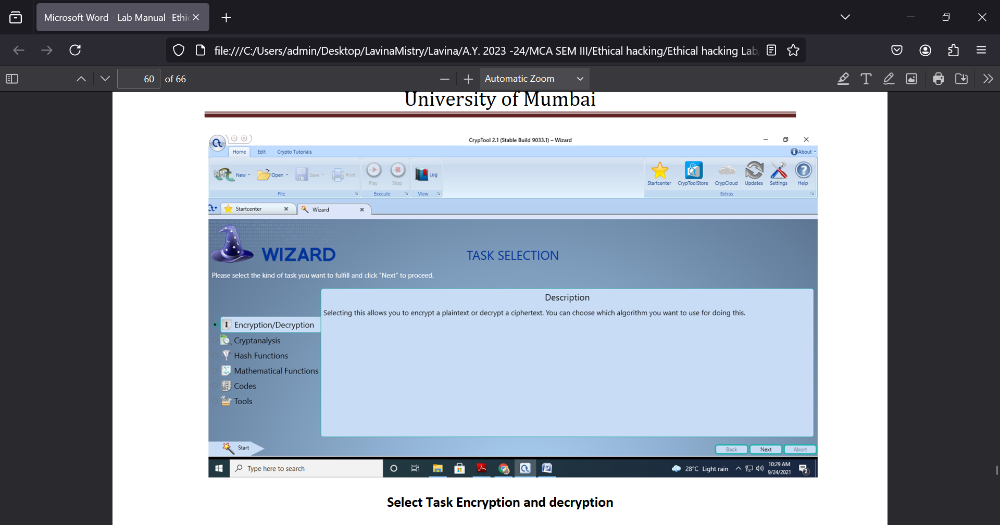 Microsoft Word - Lab Manual -Ethi
file:///C:/Users/admin/Desktop/LavinaMistry/Lavina/A.Y. 2023 -24/MCA SEM III/Ethical hacking/Ethical hacking Lab
60 of 66
Automatic Zoom
University of Mumbai
CrypTool 2.1 (Stable Build 9033.1) – Wizard
Home Edit Crypto Tutorials
About
New Open Save Print
Play Stop
Log
Startcenter CrypToolStore CrypCloud Updates Settings Help
File Execute View Extras
Startcenter
Wizard
WIZARD
TASK SELECTION
Please select the kind of task you want to fulfill and click "Next" to proceed.
Description
Selecting this allows you to encrypt a plaintext or decrypt a ciphertext. You can choose which algorithm you want to use for doing this.
Encryption/Decryption
Cryptanalysis
Hash Functions
Mathematical Functions
Codes
Tools
Start
Back Next Abort
Type here to search
28°C Light rain
10:29 AM
9/24/2021
2
Select Task Encryption and decryption